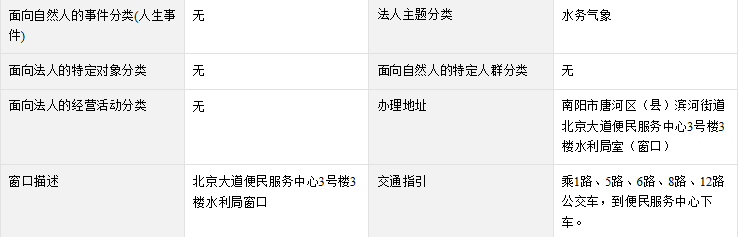 面向自然人的事件分类(人生事
件)
无
法人主题分类
水务气象
面向法人的特定对象分类
无
面向自然人的特定人群分类
无
面向法人的经营活动分类
无
办理地址
南阳市唐河区（县）滨河街道
北京大道便民服务中心3号楼3
楼水利局室（窗口）
窗口描述
北京大道便民服务中心3号楼3
楼水利局窗口
交通指引
乘1路、5路、6路、8路、12路
公交车，到便民服务中心下
车。